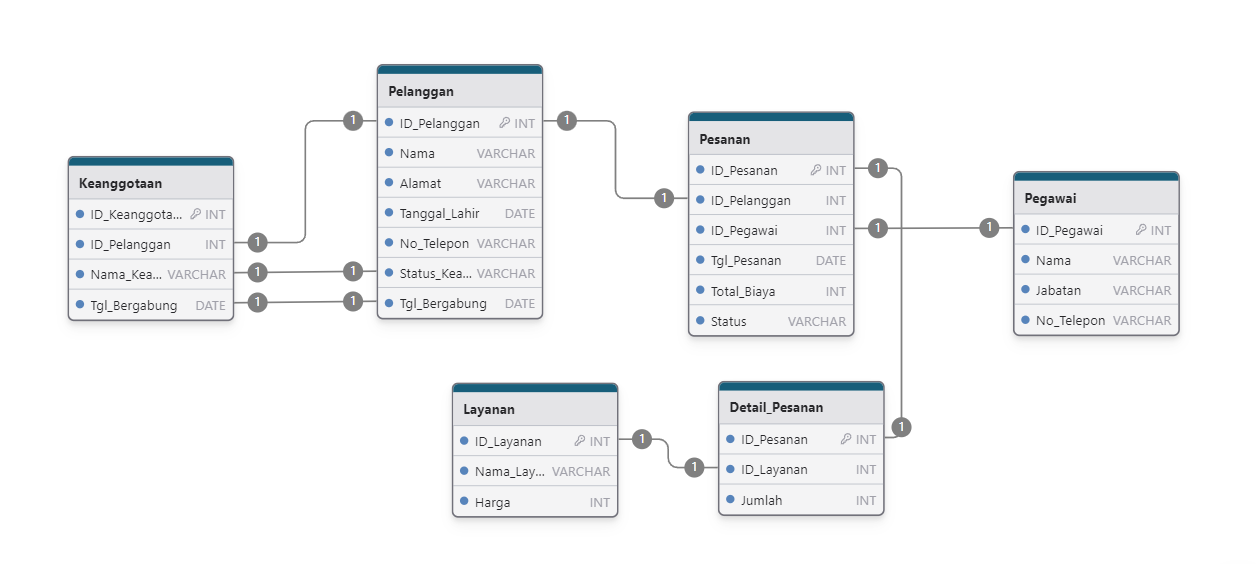 Pelanggan
ID_Pelanggan INT
Nama VARCHAR
Alamat VARCHAR
Tanggal_Lahir DATE
No_Telepon VARCHAR
Status_Kea... VARCHAR
Tgl_Bergabung DATE
Keanggotaan
ID_Keanggota... INT
ID_Pelanggan INT
Nama_Kea... VARCHAR
Tgl_Bergabung DATE
Pesanan
ID_Pesanan INT
ID_Pelanggan INT
ID_Pegawai INT
Tgl_Pesanan DATE
Total_Biaya INT
Status VARCHAR
Pegawai
ID_Pegawai INT
Nama VARCHAR
Jabatan VARCHAR
No_Telepon VARCHAR
Layanan
ID_Layanan INT
Nama_Lay... VARCHAR
Harga INT
Detail_Pesanan
ID_Pesanan INT
ID_Layanan INT
Jumlah INT
1
1
1
1
1
1
1
1
1
1
1
1
1
1